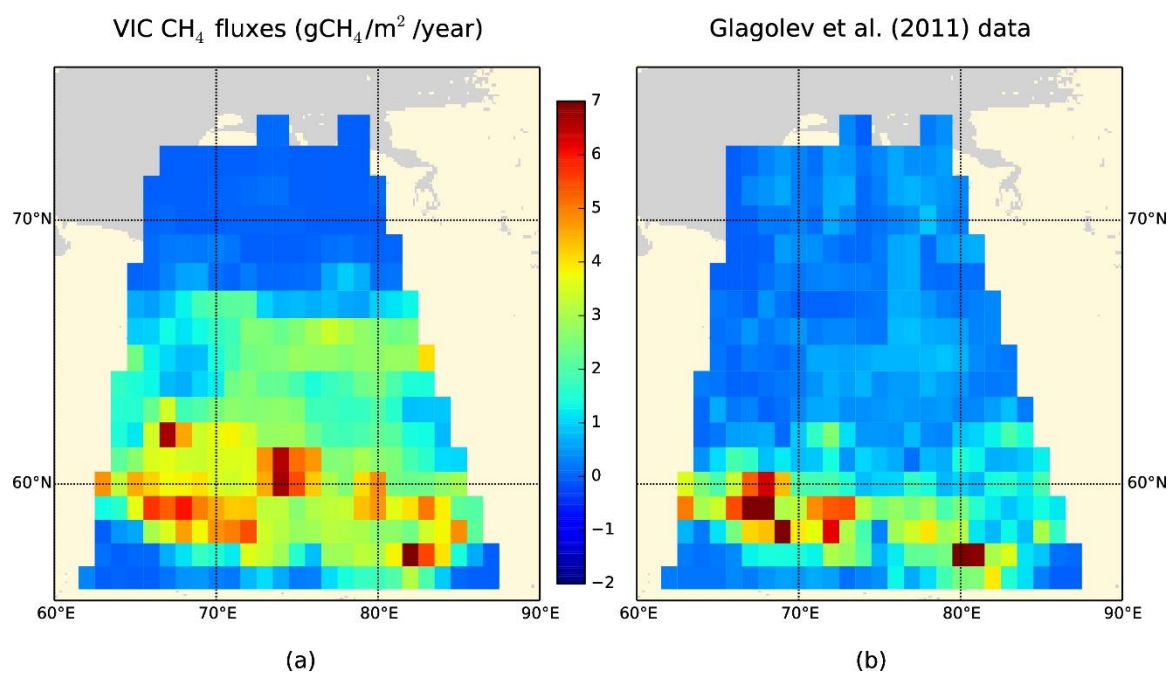 VIC CH₄ fluxes (gCH₄/m² /year)
Glagolev et al. (2011) data
7
6
5
4
3
2
1
0
−1
−2
70°N
60°N
60°E
70°E
80°E
90°E
70°N
60°N
60°E
70°E
80°E
90°E
(a)
(b)